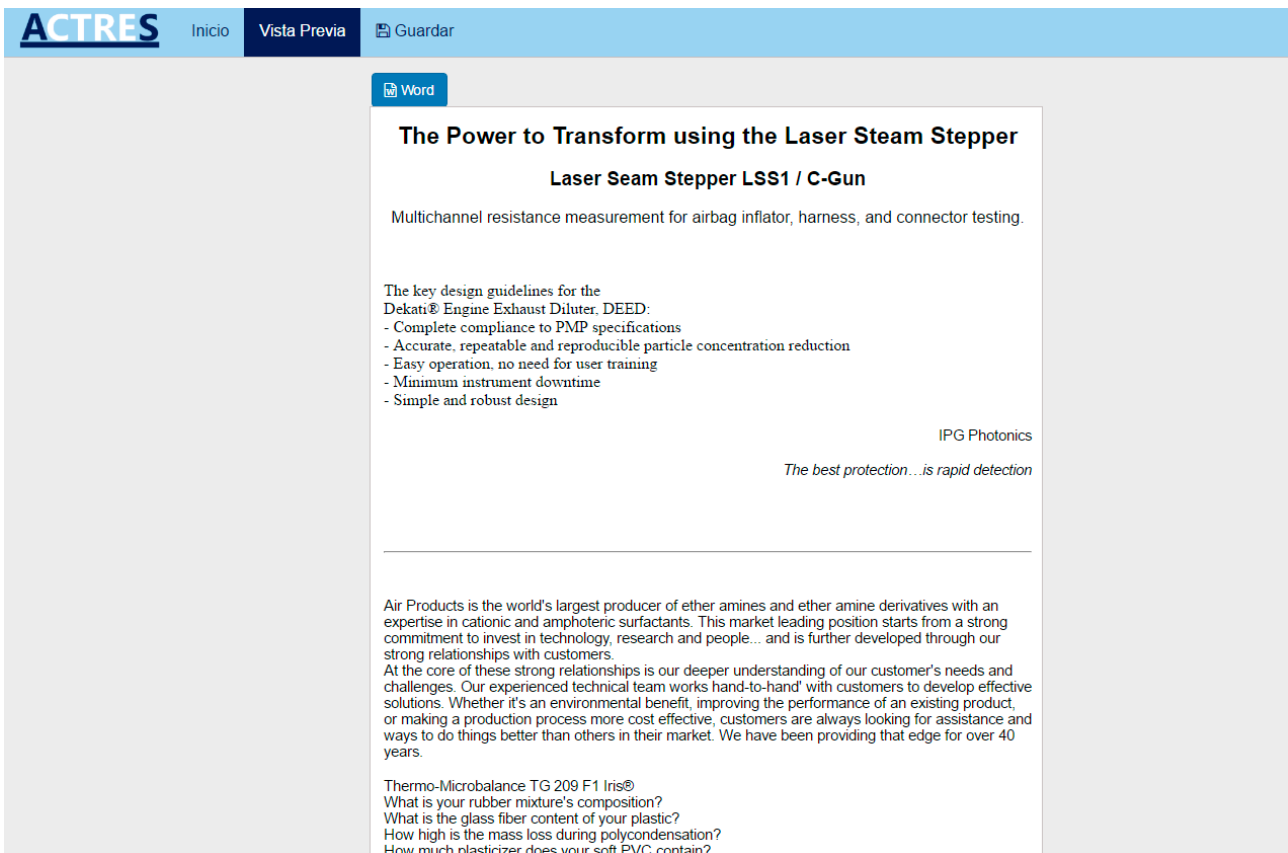 ACTRES
Inicio
Vista Previa
Guardar
Word
The Power to Transform using the Laser Steam Stepper
Laser Seam Stepper LSS1 / C-Gun
Multichannel resistance measurement for airbag inflator, harness, and connector testing.
The key design guidelines for the
Dekati® Engine Exhaust Diluter, DEED:
- Complete compliance to PMP specifications
- Accurate, repeatable and reproducible particle concentration reduction
- Easy operation, no need for user training
- Minimum instrument downtime
- Simple and robust design
IPG Photonics
The best protection…is rapid detection
Air Products is the world's largest producer of ether amines and ether amine derivatives with an
expertise in cationic and amphoteric surfactants. This market leading position starts from a strong
commitment to invest in technology, research and people... and is further developed through our
strong relationships with customers.
At the core of these strong relationships is our deeper understanding of our customer's needs and
challenges. Our experienced technical team works hand-to-hand' with customers to develop effective
solutions. Whether it's an environmental benefit, improving the performance of an existing product,
or making a production process more cost effective, customers are always looking for assistance and
ways to do things better than others in their market. We have been providing that edge for over 40
years.
Thermo-Microbalance TG 209 F1 Iris®
What is your rubber mixture's composition?
What is the glass fiber content of your plastic?
How high is the mass loss during polycondensation?
How much plasticizer does your soft PVC contain?